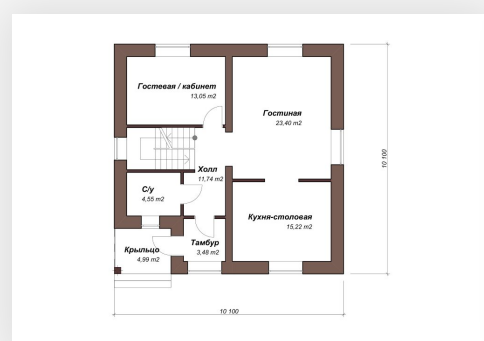 Гостевая / кабинет
13,05 m2
Гостиная
23,40 m2
Холл
11,74 m2
С/у
4,55 m2
Кухня-столовая
15,22 m2
Тамбур
3,48 m2
Крыльцо
4,99 m2
10 100
10 100